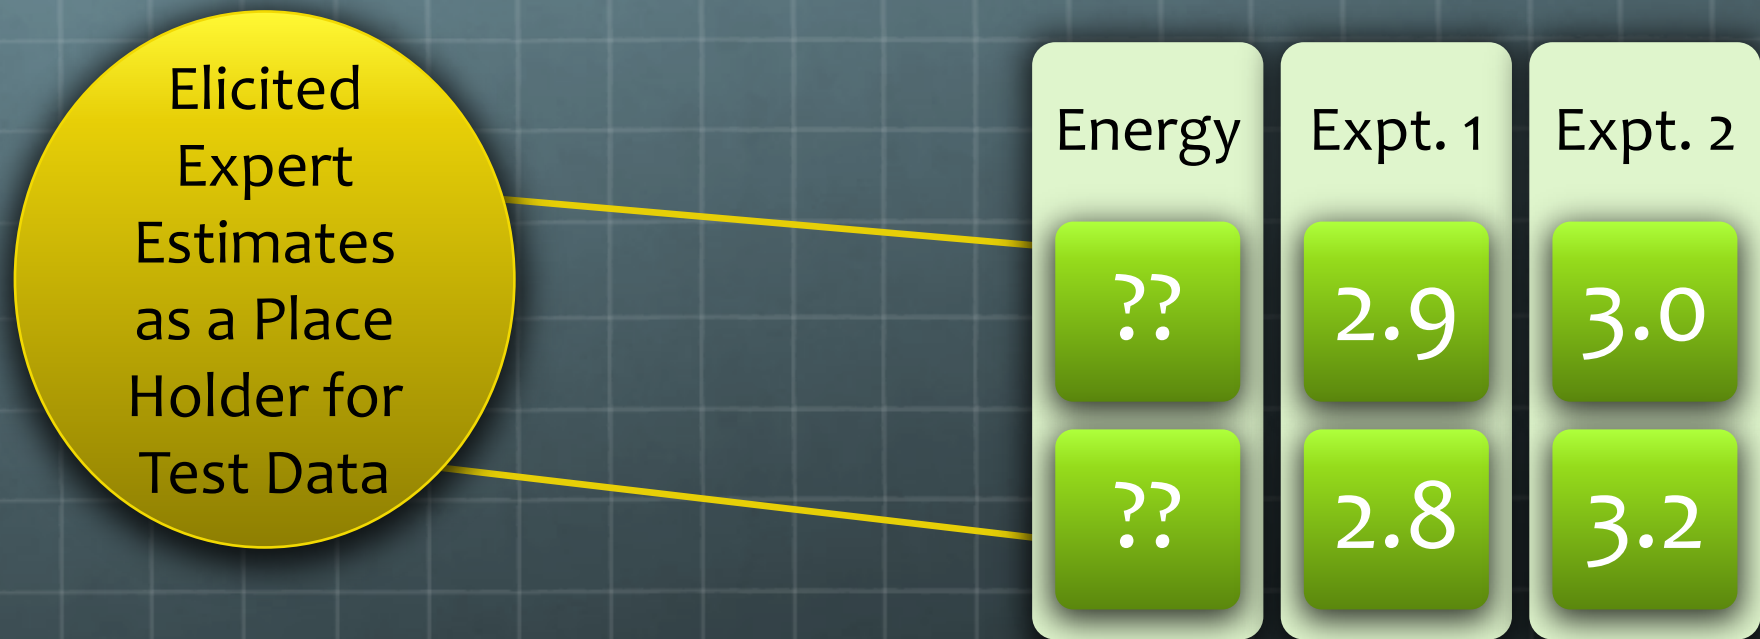 Elicited
Expert
Estimates
as a Place
Holder for
Test Data
Energy Expt. 1 Expt. 2
?? 2.9 3.0
?? 2.8 3.2